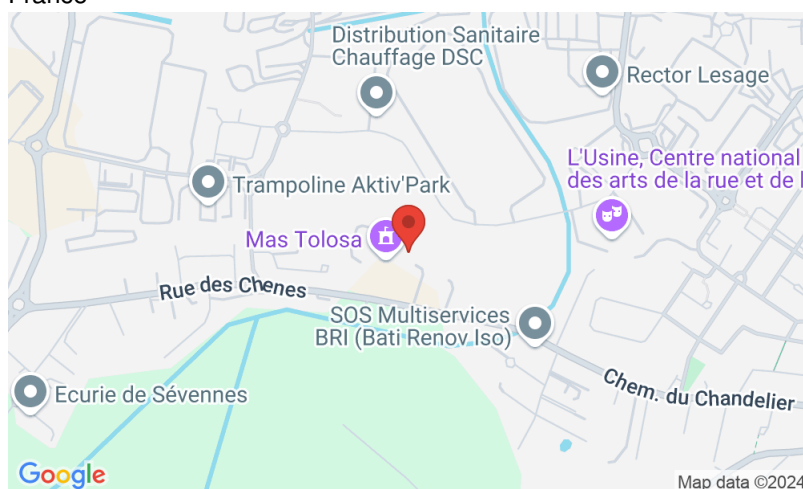 France
Distribution Sanitaire
Chauffage DSC
Rector Lesage
L'Usine, Centre national
des arts de la rue et de l
Trampoline Aktiv'Park
Mas Tolosa
Rue des Chenes
SOS Multiservices
BRI (Bati Renov Iso)
Chem. du Chandelier
Ecurie de Sévennes
Google
Map data ©2024